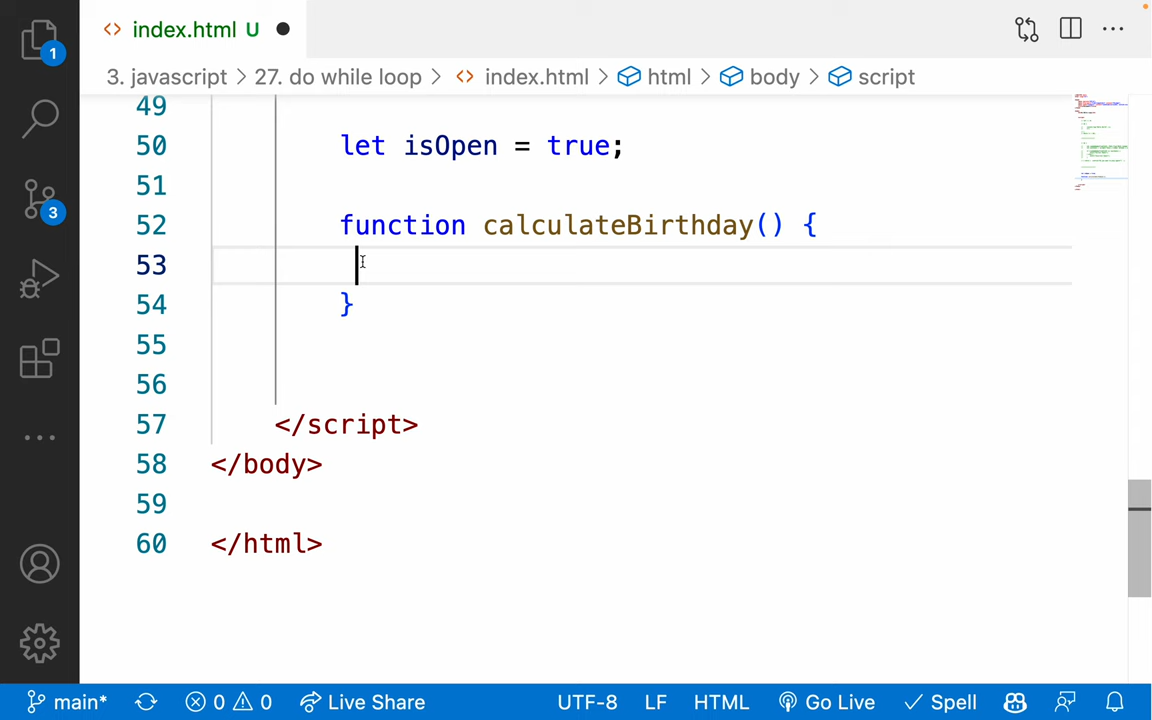 index.html U
3. javascript > 27. do while loop > index.html > html > body > script
49
50 let isOpen = true;
51
52 function calculateBirthday() {
53
54 }
55
56
57 </script>
58 </body>
59
60 </html>
1
3
main* 0 0 Live Share UTF-8 LF HTML Go Live Spell